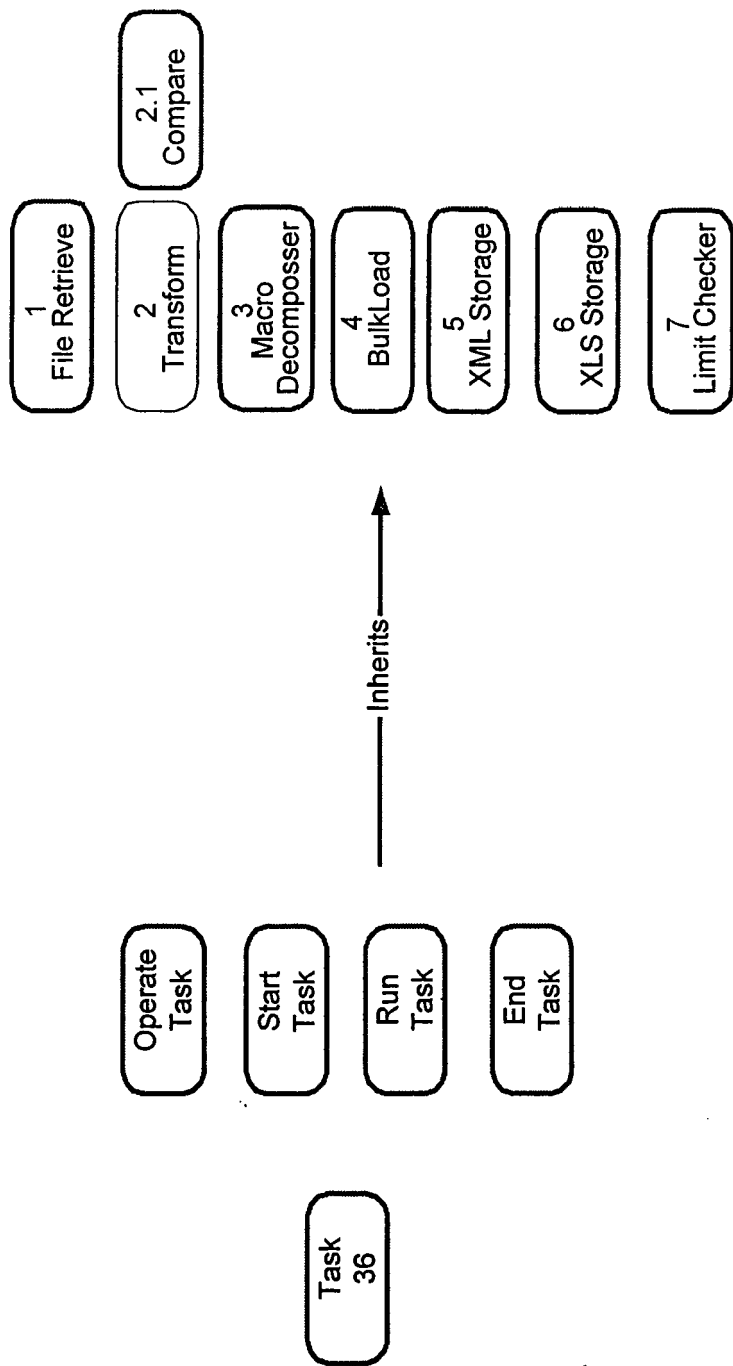 Task
36
Operate
Task
Start
Task
Run
Task
End
Task
Inherits
1
File Retrieve
2
Transform
2.1
Compare
3
Macro
Decomposser
4
BulkLoad
5
XML Storage
6
XLS Storage
7
Limit Checker